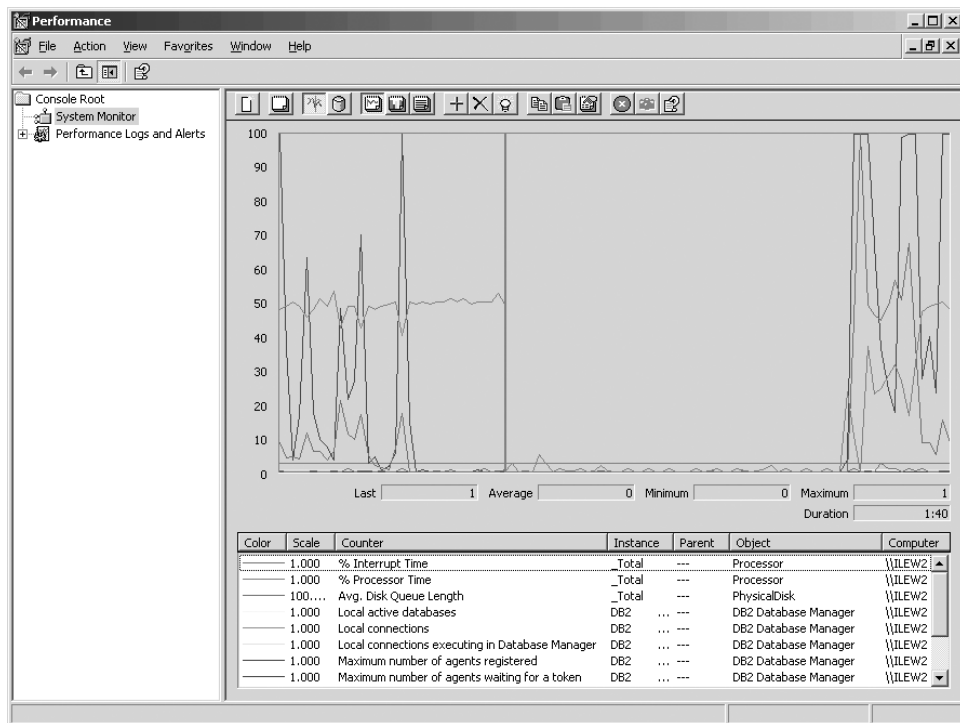 Performance
File Action View Favorites Window Help
Console Root
System Monitor
Performance Logs and Alerts
100
90
80
70
60
50
40
30
20
10
0
Last 1 Average 0 Minimum 0 Maximum 1
Duration 1:40
Color Scale Counter Instance Parent Object Computer
1.000 % Interrupt Time _Total --- Processor \\ILEW2
1.000 % Processor Time _Total --- Processor \\ILEW2
100.... Avg. Disk Queue Length _Total --- PhysicalDisk \\ILEW2
1.000 Local active databases DB2 ... --- DB2 Database Manager \\ILEW2
1.000 Local connections DB2 ... --- DB2 Database Manager \\ILEW2
1.000 Local connections executing in Database Manager DB2 ... --- DB2 Database Manager \\ILEW2
1.000 Maximum number of agents registered DB2 ... --- DB2 Database Manager \\ILEW2
1.000 Maximum number of agents waiting for a token DB2 ... --- DB2 Database Manager \\ILEW2